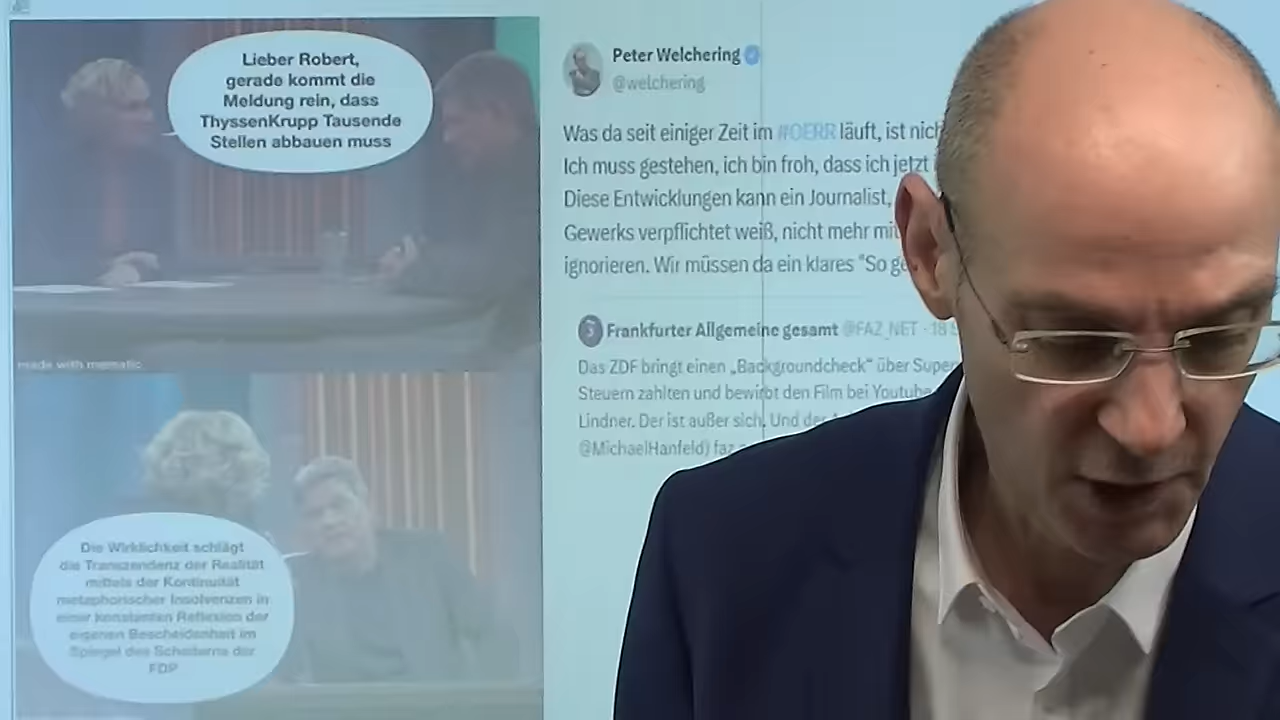 Lieber Robert,
gerade kommt die
Meldung rein, dass
ThyssenKrupp Tausende
Stellen abbauen muss
made with mematic
Die Wirklichkeit schlägt
die Transzendenz der Realität
mittels der Kontinuität
metaphorischer Insolvenzen in
einer konstanten Reflexion der
eigenen Bescheidenheit im
Spiegel des Scheiterns der
FDP
Peter Welchering
@welchering
Was da seit einiger Zeit im #OERR läuft, ist nich
Ich muss gestehen, ich bin froh, dass ich jetzt
Diese Entwicklungen kann ein Journalist,
Gewerks verpflichtet weiß, nicht mehr mit
ignorieren. Wir müssen da ein klares "So ge
Frankfurter Allgemeine gesamt @FAZ_NET · 18
Das ZDF bringt einen „Backgroundcheck“ über Super
Steuern zahlten und bewirbt den Film bei Youtube
Lindner. Der ist außer sich. Und der
@MichaelHanfeld) faz